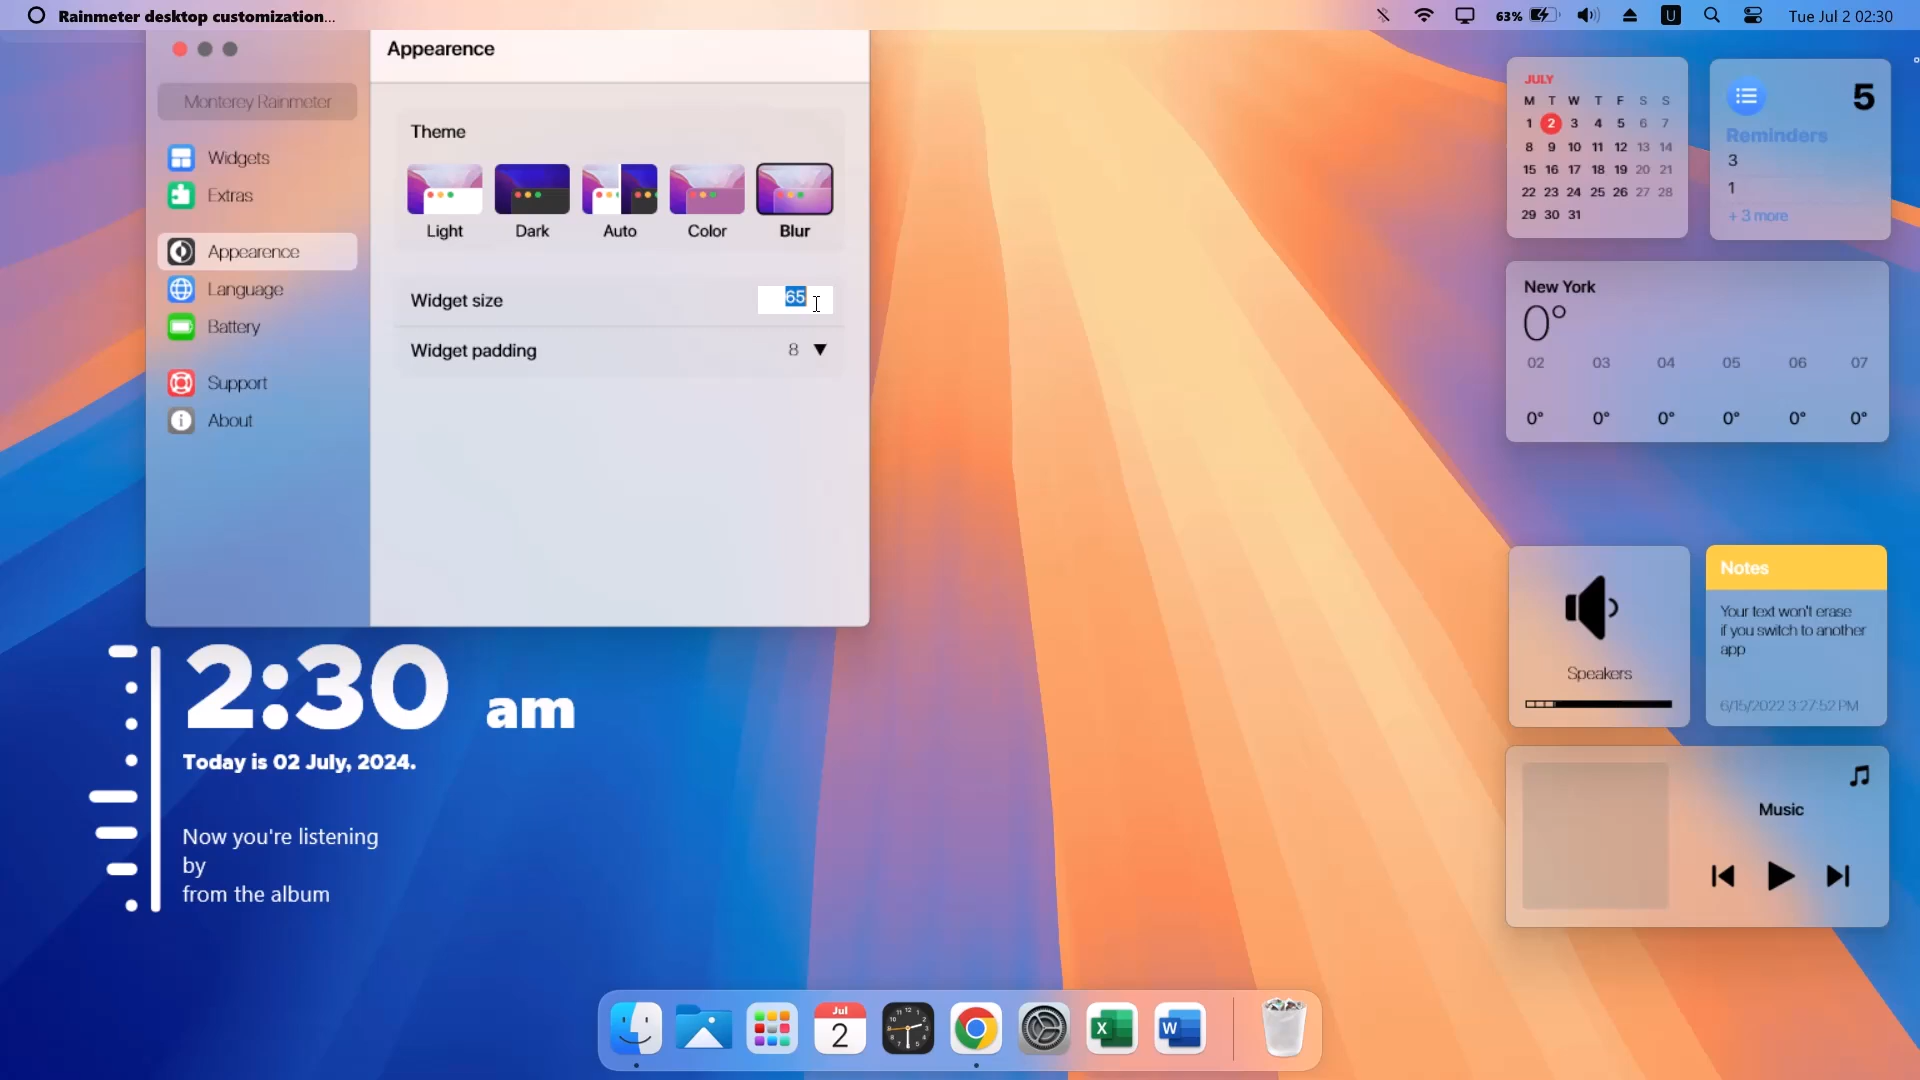 Rainmeter desktop customization...
63%
U
Tue Jul 2 02:30
Appearence
Monterey Rainmeter
Widgets
Extras
Appearence
Language
Battery
Support
About
Theme
Light
Dark
Auto
Color
Blur
Widget size
65
Widget padding
8 ▼
JULY
M T W T F S S
1 2 3 4 5 6 7
8 9 10 11 12 13 14
15 16 17 18 19 20 21
22 23 24 25 26 27 28
29 30 31
5
Reminders
3
1
+ 3 more
New York
0°
02 03 04 05 06 07
0° 0° 0° 0° 0° 0°
Speakers
Notes
Your text won't erase
if you switch to another
app
6/15/2022 3:27:52 PM
Music
2:30 am
Today is 02 July, 2024.
Now you're listening
by
from the album
Jul
2
X
W